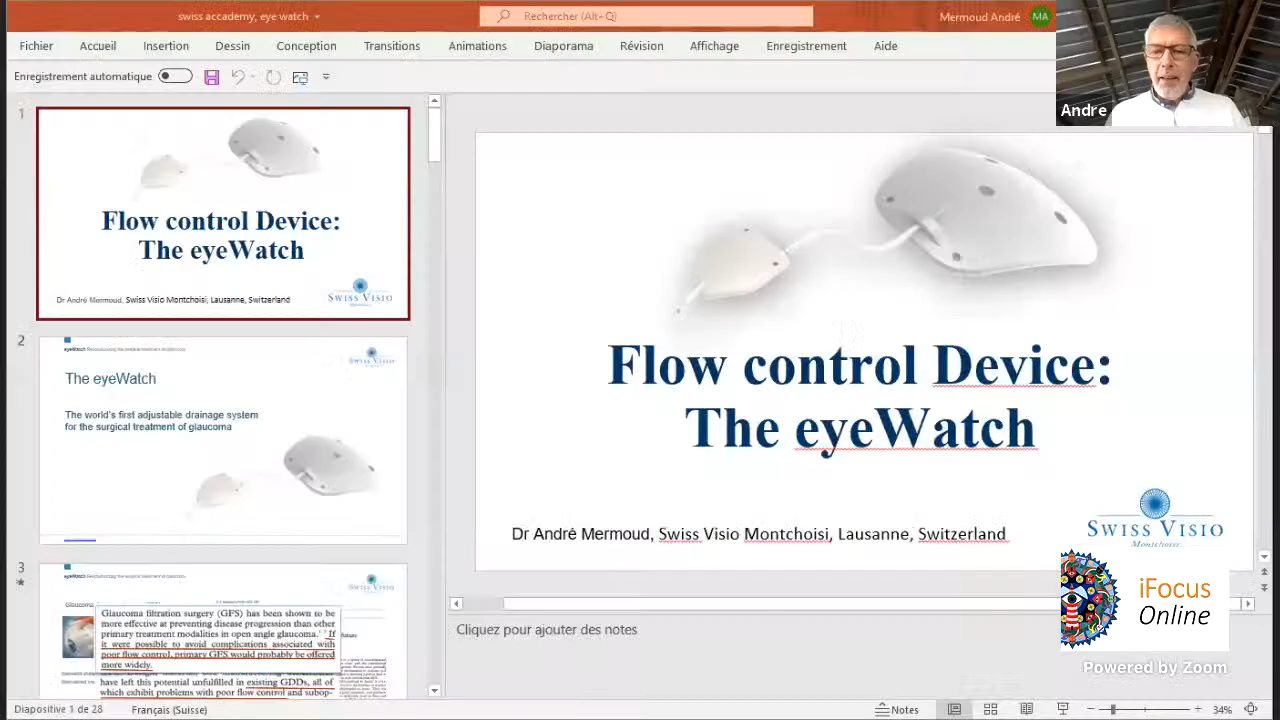 swiss accademy, eye watch
Rechercher (Alt+Q)
Mermoud André
MA
Fichier Accueil Insertion Dessin Conception Transitions Animations Diaporama Révision Affichage Enregistrement Aide
Enregistrement automatique
Andre
1
Flow control Device:
The eyeWatch
Dr André Mermoud, Swiss Visio Montchoisi, Lausanne, Switzerland
SWISS VISIO
2
SWISS VISIO
The eyeWatch
The world's first adjustable drainage system
for the surgical treatment of glaucoma
3
SWISS VISIO
Glaucoma
Glaucoma filtration surgery (GFS) has been shown to be
more effective at preventing disease progression than other
primary treatment modalities in open angle glaucoma. If
it were possible to avoid complications associated with
poor flow control, primary GFS would probably be offered
more widely.
have left this potential unfulfilled in existing GDDs, all of
which exhibit problems with poor flow control and subop-
Flow control Device:
The eyeWatch
Dr André Mermoud, Swiss Visio Montchoisi, Lausanne, Switzerland
SWISS VISIO
Montchoisi
iFocus
Online
Powered by Zoom
Cliquez pour ajouter des notes
Diapositive 1 de 28
Français (Suisse)
Notes
34%